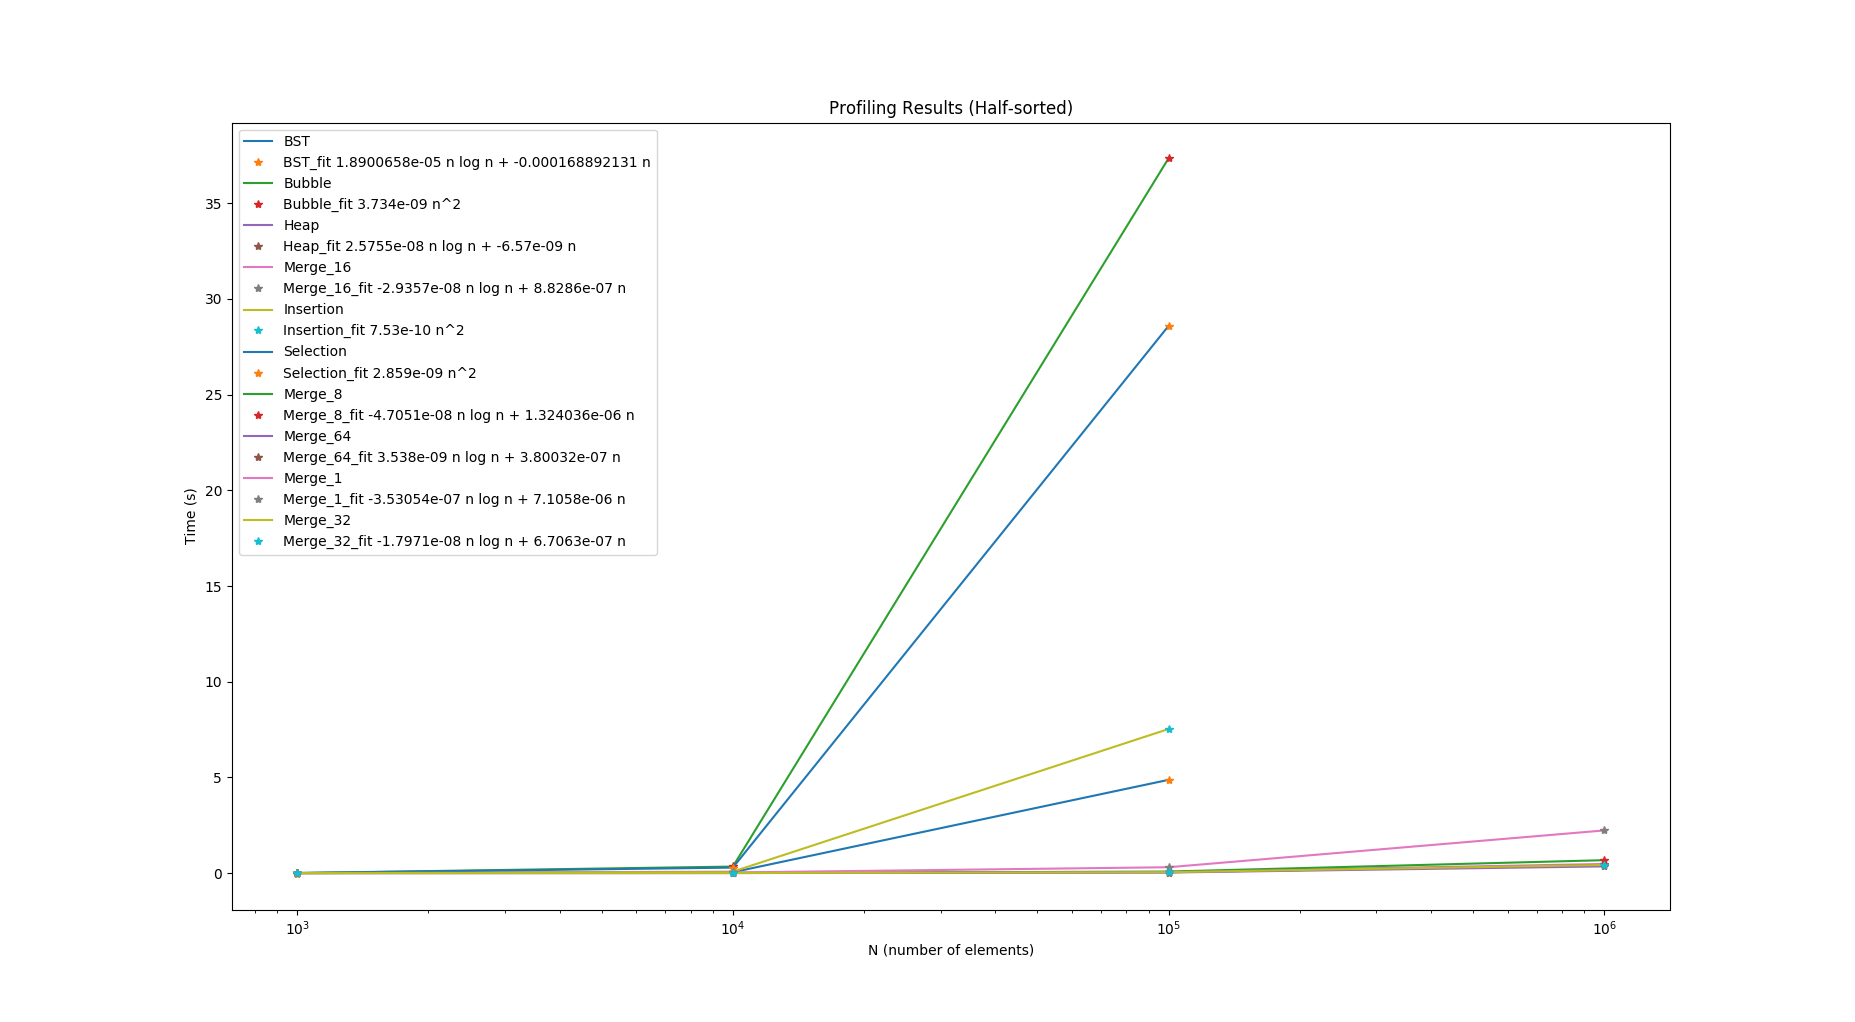 Profiling Results (Half-sorted)
BST
BST_fit 1.8900658e-05 n log n + -0.000168892131 n
Bubble
Bubble_fit 3.734e-09 n^2
Heap
Heap_fit 2.5755e-08 n log n + -6.57e-09 n
Merge_16
Merge_16_fit -2.9357e-08 n log n + 8.8286e-07 n
Insertion
Insertion_fit 7.53e-10 n^2
Selection
Selection_fit 2.859e-09 n^2
Merge_8
Merge_8_fit -4.7051e-08 n log n + 1.324036e-06 n
Merge_64
Merge_64_fit 3.538e-09 n log n + 3.80032e-07 n
Merge_1
Merge_1_fit -3.53054e-07 n log n + 7.1058e-06 n
Merge_32
Merge_32_fit -1.7971e-08 n log n + 6.7063e-07 n
35
30
25
20
15
10
5
0
Time (s)
10³ 10⁴ 10⁵ 10⁶
N (number of elements)